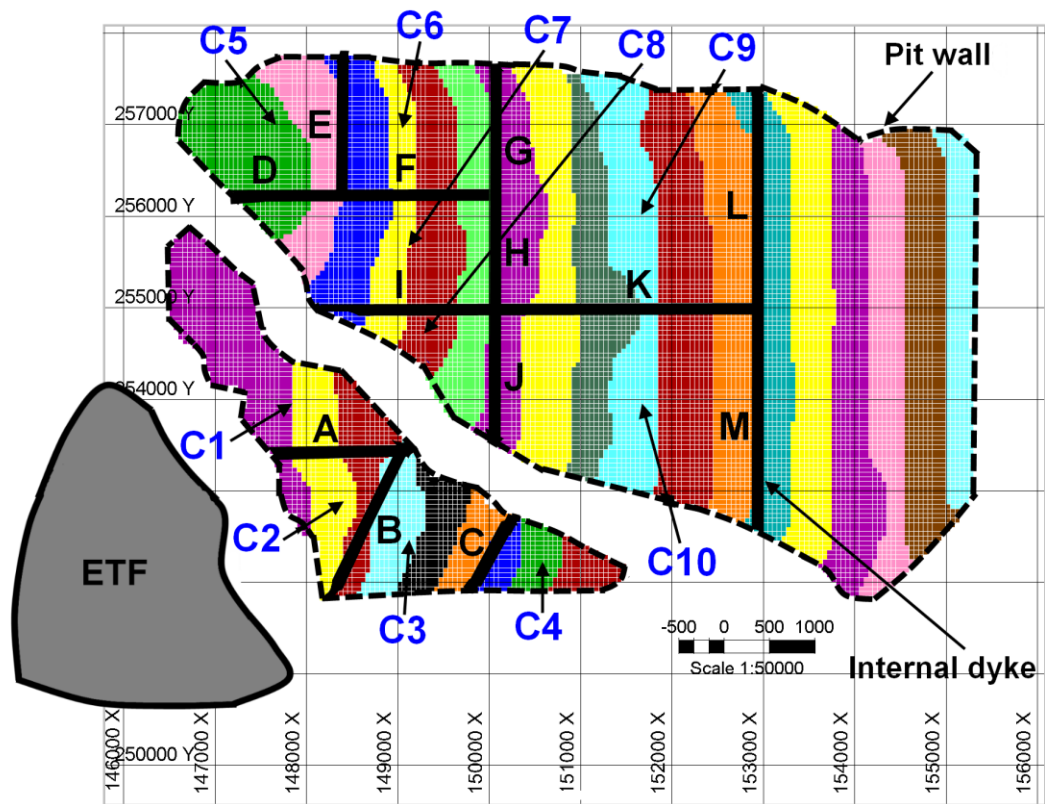 C5
C6
C7
C8
C9
Pit wall
257000 Y
E
D
F
G
256000 Y
L
H
I
K
255000 Y
254000 Y
J
C1
A
M
C2
B
C
ETF
C3
C4
C10
-500 0 500 1000
Scale 1:50000
Internal dyke
250000 Y
146000 X
147000 X
148000 X
149000 X
150000 X
151000 X
152000 X
153000 X
154000 X
155000 X
156000 X